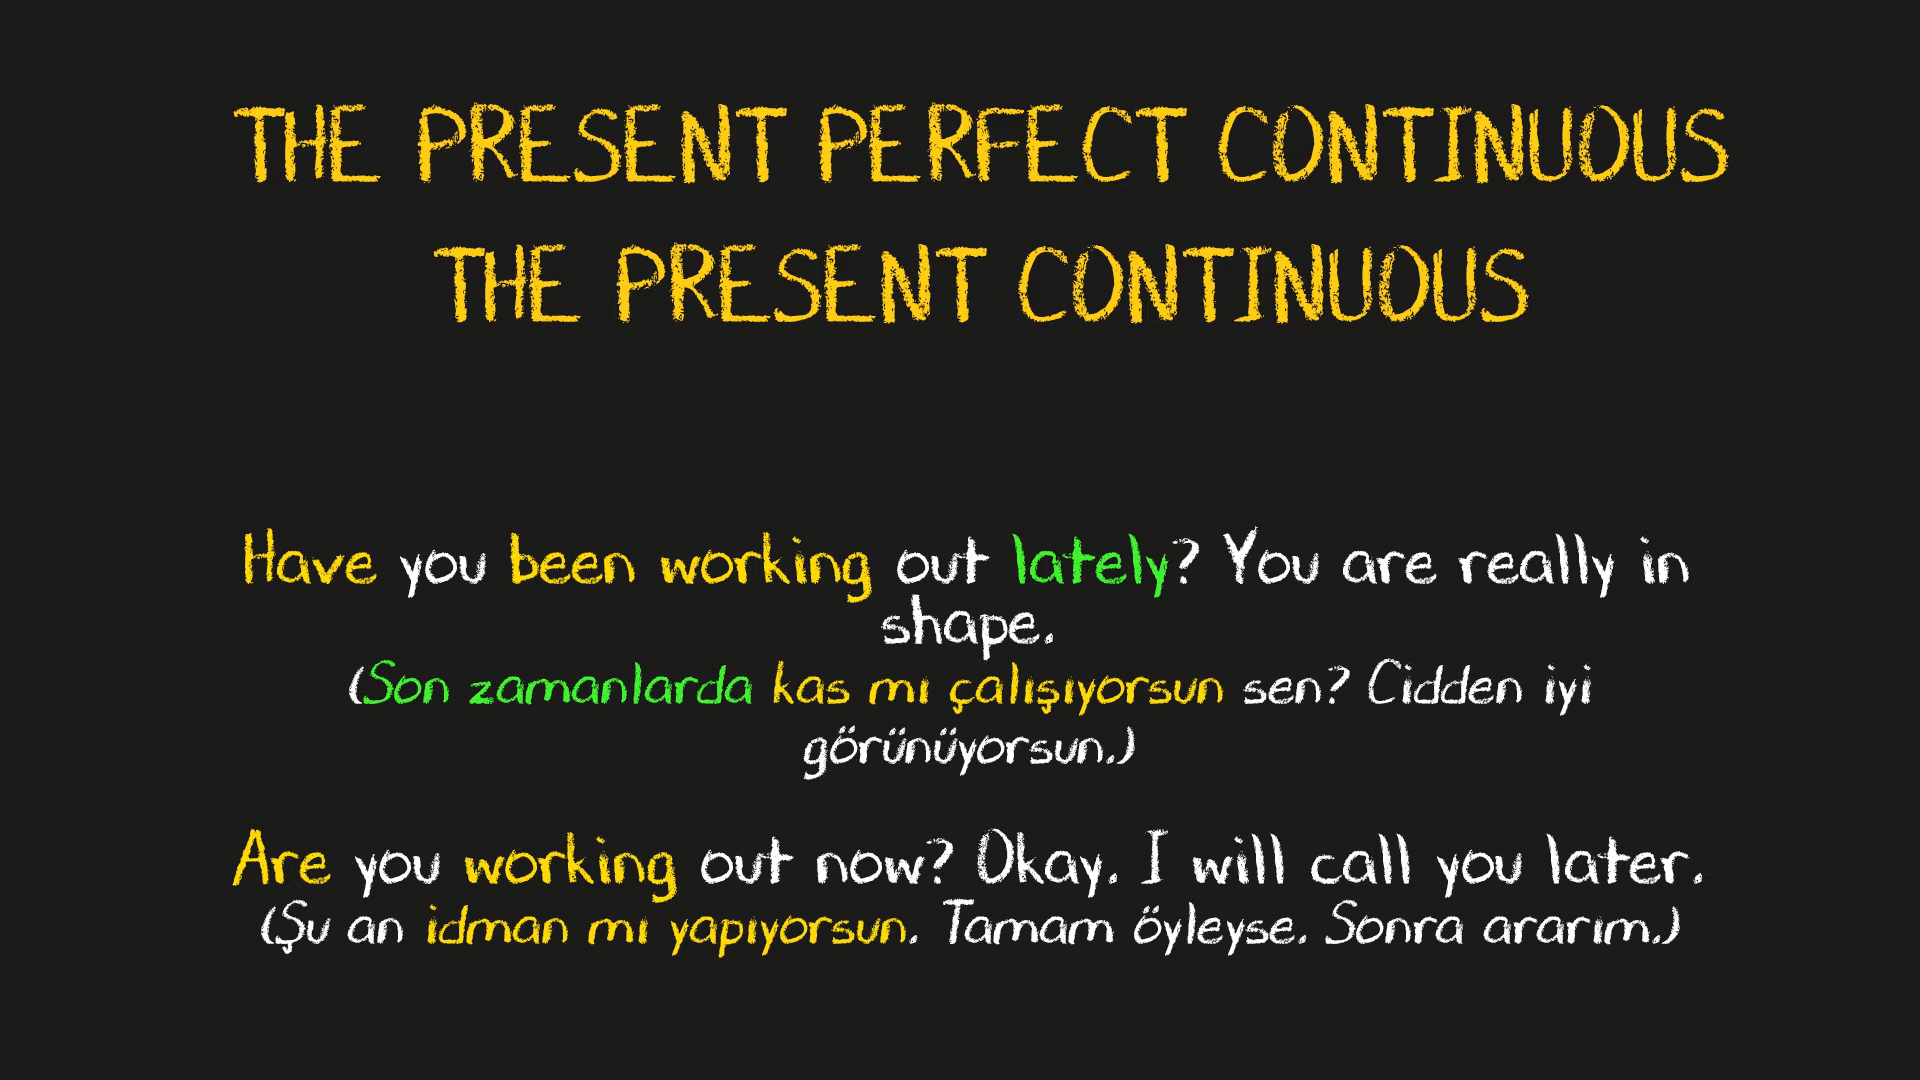 THE PRESENT PERFECT CONTINUOUS
THE PRESENT CONTINUOUS
Have you been working out lately? You are really in
shape.
(Son zamanlarda kas mı çalışıyorsun sen? Cidden iyi
görünüyorsun.)
Are you working out now? Okay. I will call you later.
(Şu an idman mı yapıyorsun. Tamam öyleyse. Sonra ararım.)